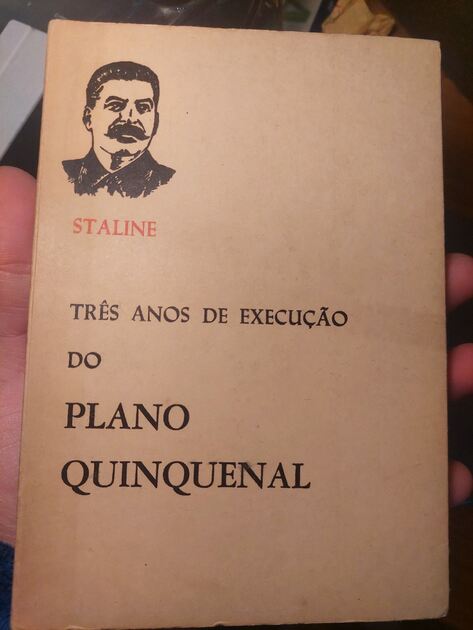 STALINE
TRÊS ANOS DE EXECUÇÃO
DO
PLANO
QUINQUENAL